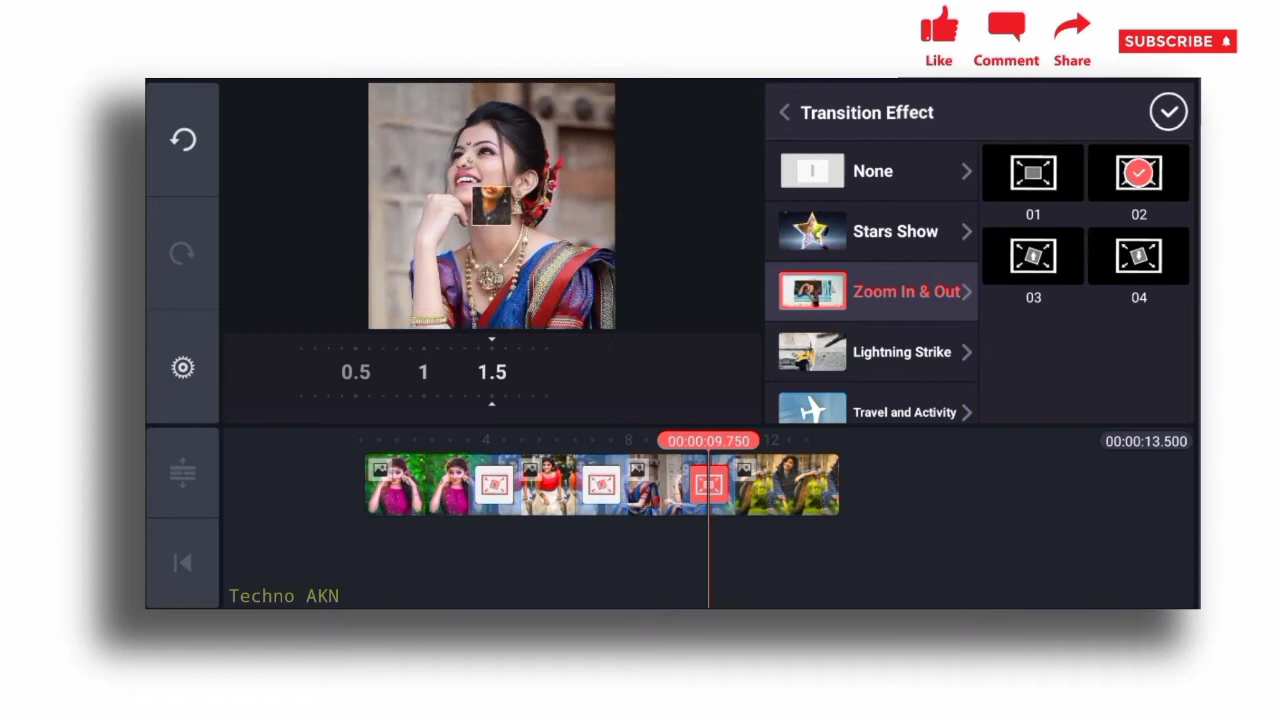 Like Comment Share SUBSCRIBE
Transition Effect
None
01 02
Stars Show
Zoom In & Out
03 04
0.5 1 1.5
Lightning Strike
Travel and Activity
4 8 00:00:09.750 12 00:00:13.500
Techno AKN